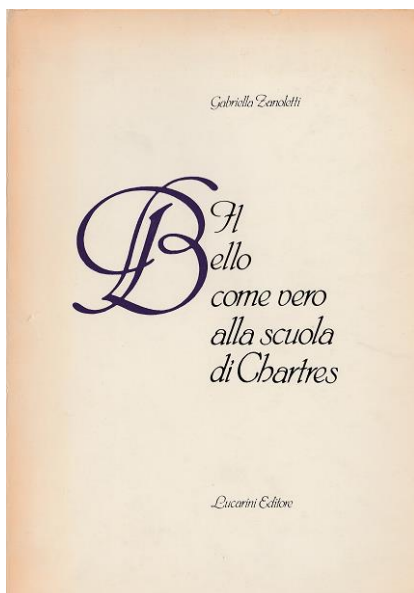 Gabriella Zanoletti
Il
Bello
come vero
alla scuola
di Chartres
Lucarini Editore